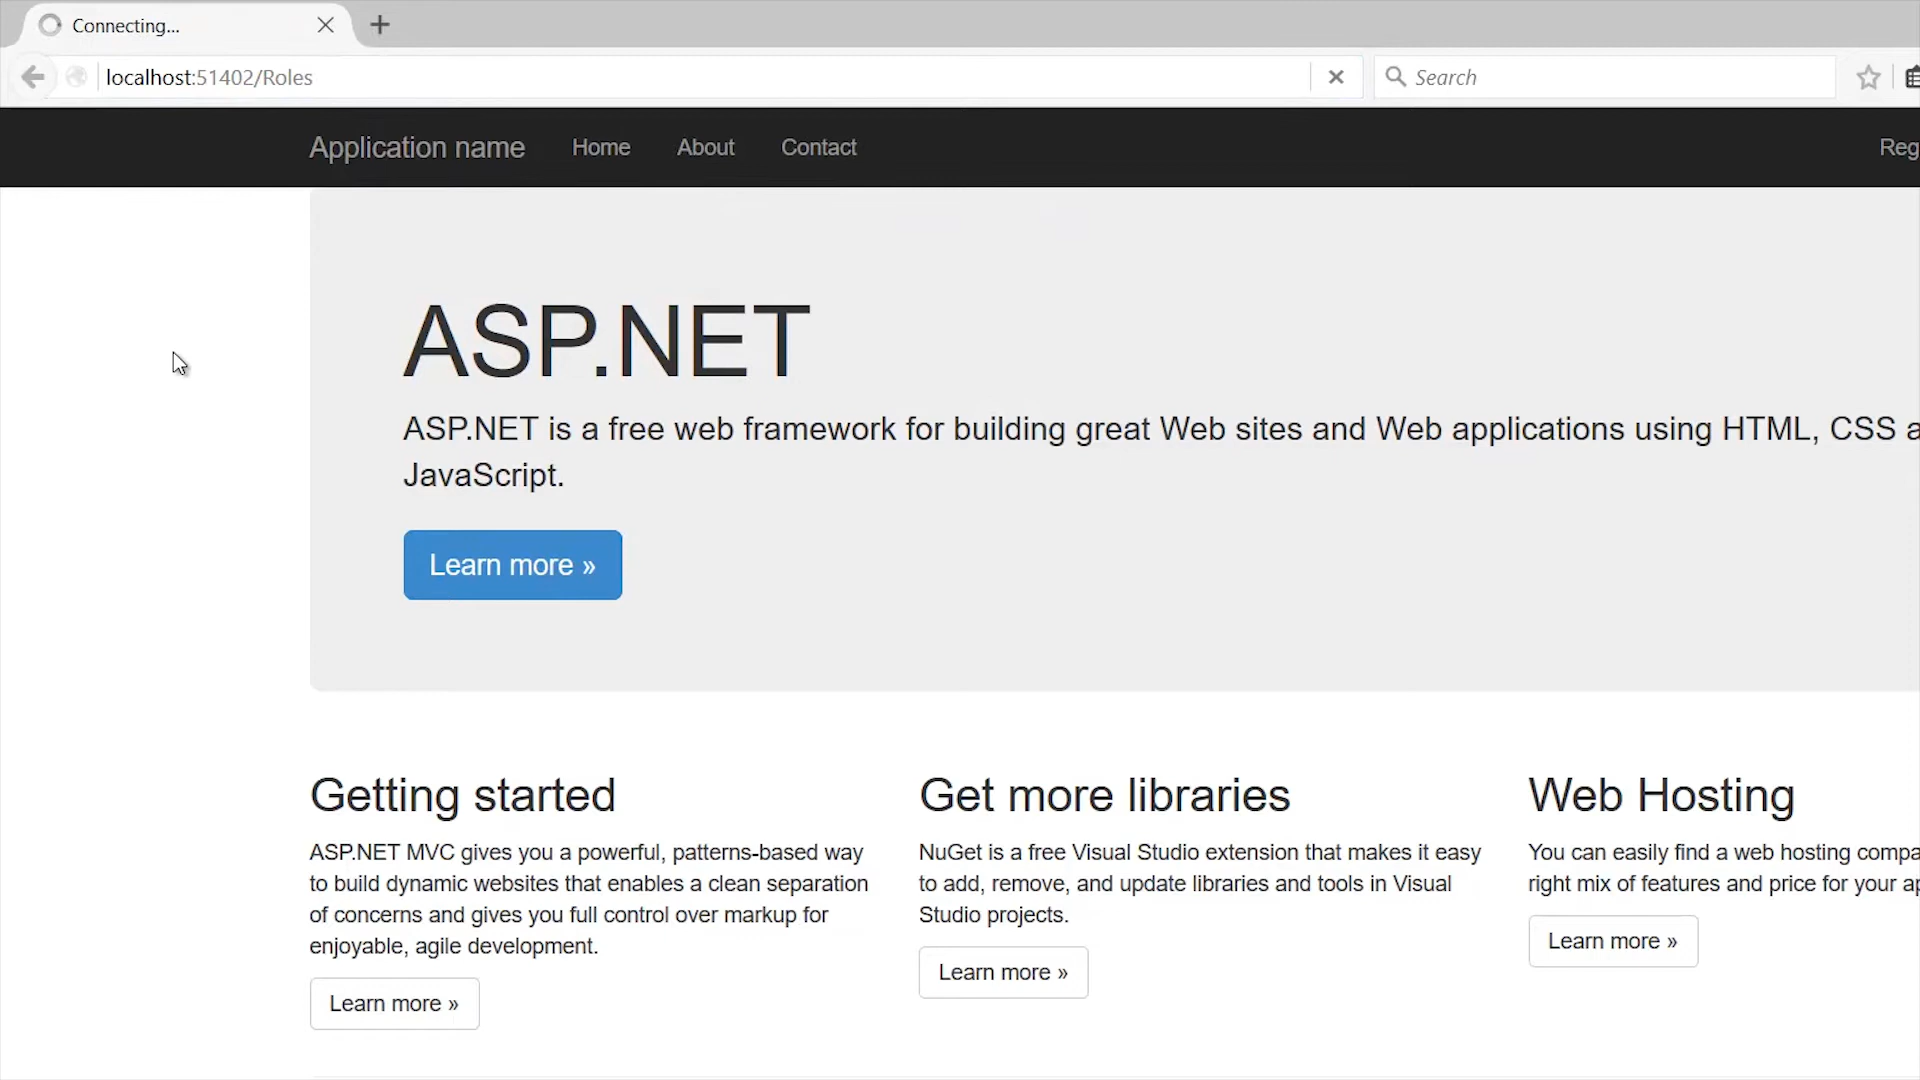 Connecting...
localhost:51402/Roles
Search
Application name
Home
About
Contact
Reg
ASP.NET
ASP.NET is a free web framework for building great Web sites and Web applications using HTML, CSS a
JavaScript.
Learn more »
Getting started
ASP.NET MVC gives you a powerful, patterns-based way
to build dynamic websites that enables a clean separation
of concerns and gives you full control over markup for
enjoyable, agile development.
Learn more »
Get more libraries
NuGet is a free Visual Studio extension that makes it easy
to add, remove, and update libraries and tools in Visual
Studio projects.
Learn more »
Web Hosting
You can easily find a web hosting compa
right mix of features and price for your ap
Learn more »